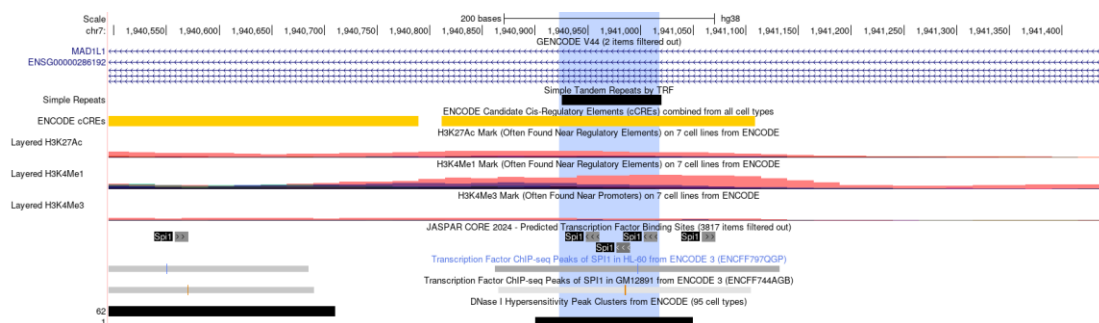 Scale 200 bases hg38
chr7: 1,940,550 1,940,600 1,940,650 1,940,700 1,940,750 1,940,800 1,940,850 1,940,900 1,940,950 1,941,000 1,941,050 1,941,100 1,941,150 1,941,200 1,941,250 1,941,300 1,941,350 1,941,400
GENCODE V44 (2 items filtered out)
MAD1L1
ENSG00000286192
Simple Tandem Repeats by TRF
Simple Repeats
ENCODE Candidate Cis-Regulatory Elements (cCREs) combined from all cell types
ENCODE cCREs
H3K27Ac Mark (Often Found Near Regulatory Elements) on 7 cell lines from ENCODE
Layered H3K27Ac
H3K4Me1 Mark (Often Found Near Regulatory Elements) on 7 cell lines from ENCODE
Layered H3K4Me1
H3K4Me3 Mark (Often Found Near Promoters) on 7 cell lines from ENCODE
Layered H3K4Me3
JASPAR CORE 2024 - Predicted Transcription Factor Binding Sites (3817 items filtered out)
Spi1 Spi1 Spi1 Spi1
Spi1
Transcription Factor ChIP-seq Peaks of SPI1 in HL-60 from ENCODE 3 (ENCFF797QGP)
Transcription Factor ChIP-seq Peaks of SPI1 in GM12891 from ENCODE 3 (ENCFF744AGB)
DNase I Hypersensitivity Peak Clusters from ENCODE (95 cell types)
62
1